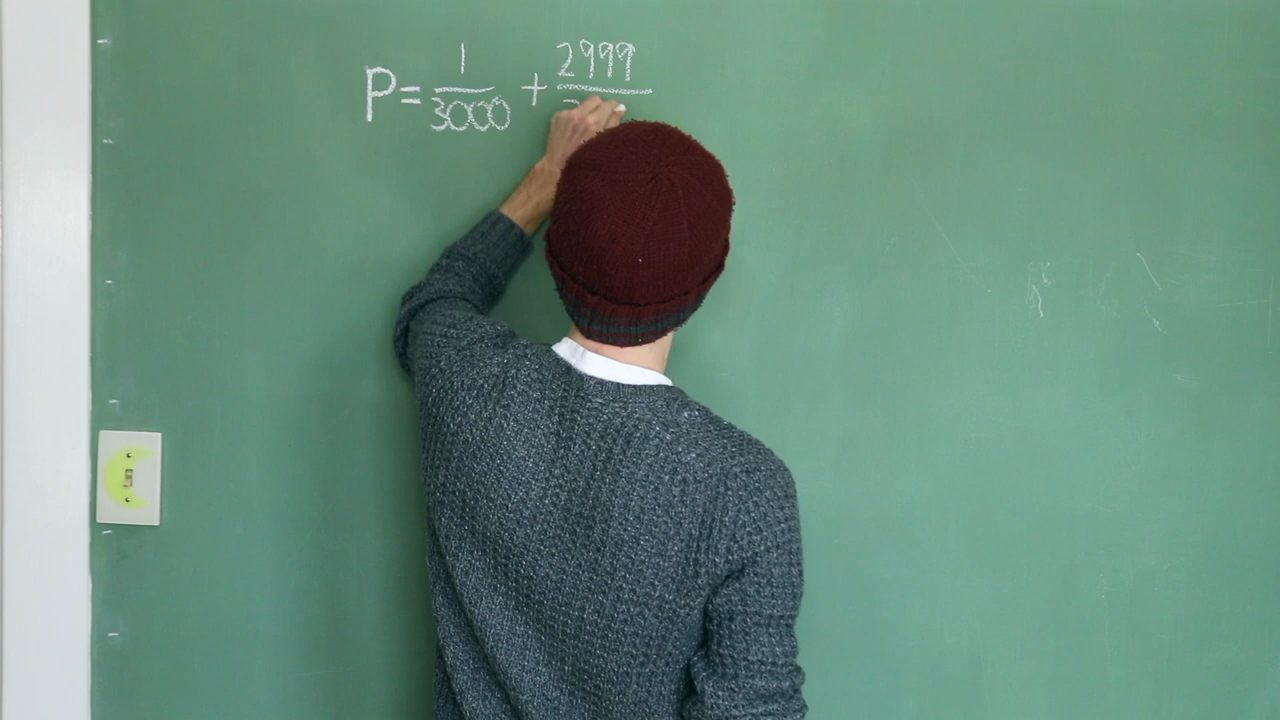 P = 1/3000 + 2999/